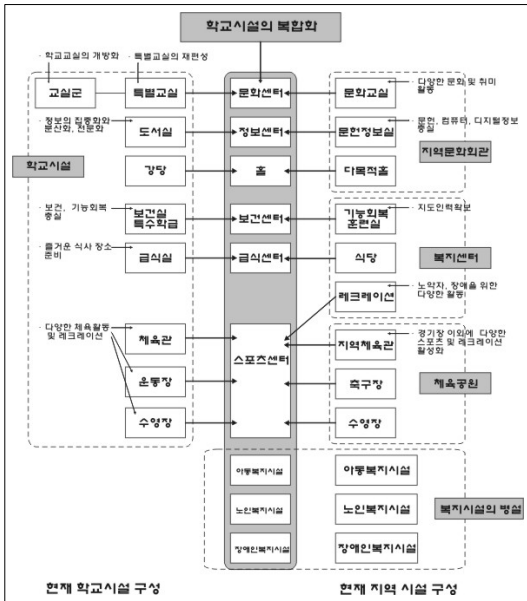 학교시설의 복합화
· 학교교실의 개방화
· 특별교실의 재편성
교실군
특별교실
문화센터
문화교실
· 다양한 문화 및 취미
활동
· 정보의 집중화와
분산화, 전문화
도서실
정보센터
문헌정보실
· 문헌, 컴퓨터, 디지털정보
충실
지역문화회관
학교시설
강당
홀
다목적홀
· 보건, 기능회복
충실
보건실
특수학급
보건센터
기능회복
훈련실
· 지도인력확보
· 즐거운 식사 장소
준비
급식실
급식센터
식당
복지센터
레크레이션
· 노약자, 장애을 위한
다양한 활동
· 다양한 체육활동
및 레크레이션
체육관
스포츠센터
지역체육관
· 경기장 이외에 다양한
스포츠 및 레크레이션
활성화
운동장
축구장
체육공원
수영장
수영장
아동복지시설
아동복지시설
노인복지시설
노인복지시설
복지시설의 병설
장애인복지시설
장애인복지시설
현재 학교시설 구성
현재 지역 시설 구성